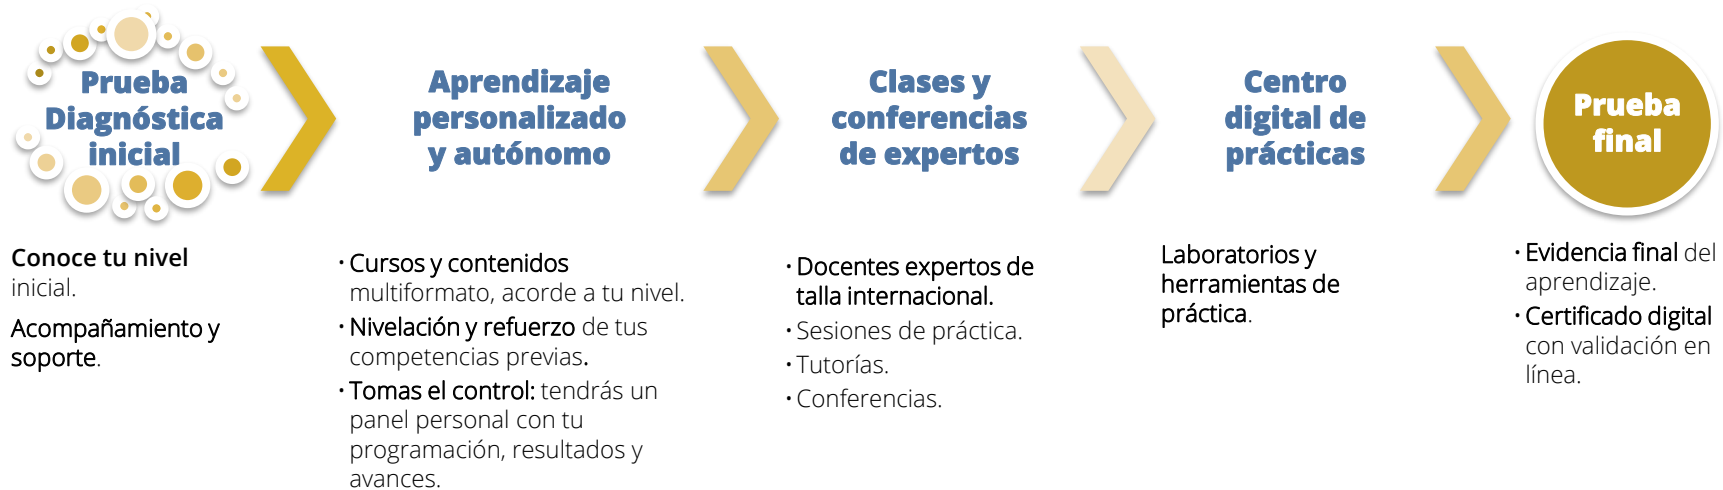 Prueba
Diagnóstica
inicial
Aprendizaje
personalizado
y autónomo
Clases y
conferencias
de expertos
Centro
digital de
prácticas
Prueba
final
Conoce tu nivel
inicial.
Acompañamiento y
soporte.
· Cursos y contenidos
multiformato, acorde a tu nivel.
· Nivelación y refuerzo de tus
competencias previas.
· Tomas el control: tendrás un
panel personal con tu
programación, resultados y
avances.
· Docentes expertos de
talla internacional.
· Sesiones de práctica.
· Tutorías.
· Conferencias.
Laboratorios y
herramientas de
práctica.
· Evidencia final del
aprendizaje.
· Certificado digital
con validación en
línea.